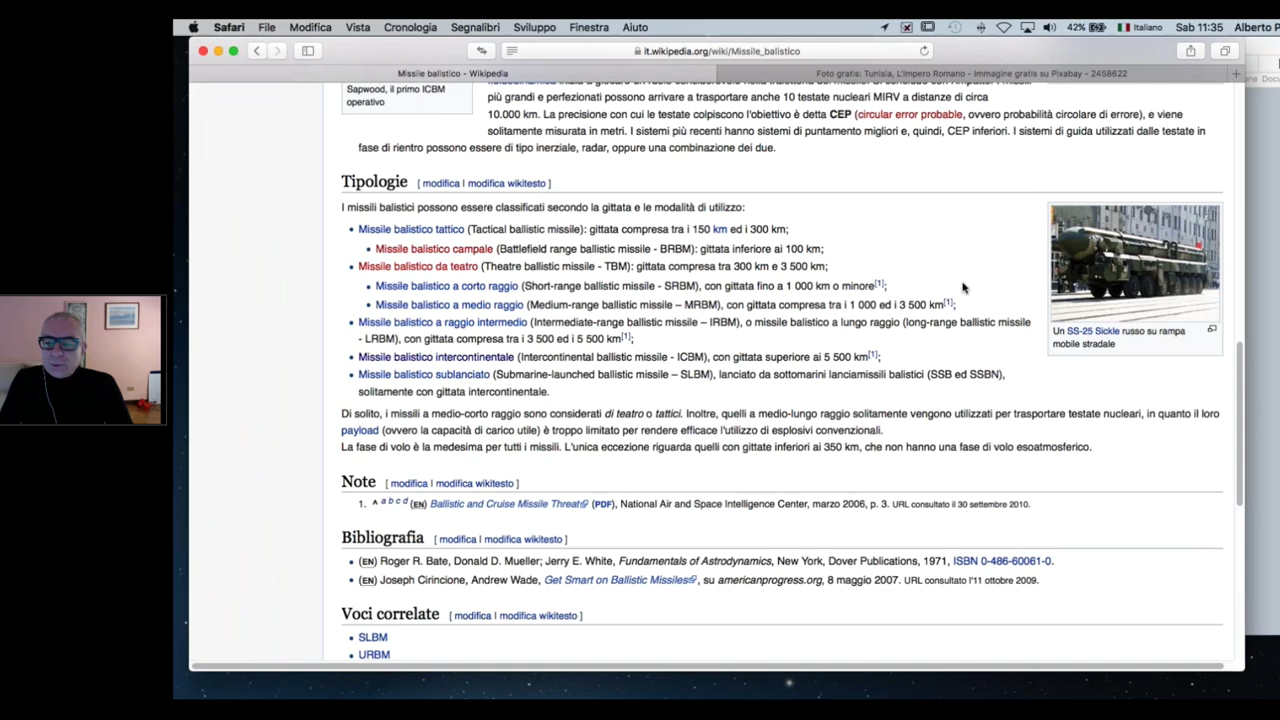 Safari File Modifica Vista Cronologia Segnalibri Sviluppo Finestra Aiuto 42% Italiano Sab 11:35 Alberto P
it.wikipedia.org/wiki/Missile_balistico
Missile balistico - Wikipedia
Foto gratis: Tunisia, L'Impero Romano - Immagine gratis su Pixabay - 2458622
Sapwood, il primo ICBM
operativo
più grandi e perfezionati possono arrivare a trasportare anche 10 testate nucleari MIRV a distanze di circa
10.000 km. La precisione con cui le testate colpiscono l'obiettivo è detta CEP (circular error probable, ovvero probabilità circolare di errore), e viene
solitamente misurata in metri. I sistemi più recenti hanno sistemi di puntamento migliori e, quindi, CEP inferiori. I sistemi di guida utilizzati dalle testate in
fase di rientro possono essere di tipo inerziale, radar, oppure una combinazione dei due.
Tipologie [ modifica | modifica wikitesto ]
I missili balistici possono essere classificati secondo la gittata e le modalità di utilizzo:
• Missile balistico tattico (Tactical ballistic missile): gittata compresa tra i 150 km ed i 300 km;
• Missile balistico campale (Battlefield range ballistic missile - BRBM): gittata inferiore ai 100 km;
• Missile balistico da teatro (Theatre ballistic missile - TBM): gittata compresa tra 300 km e 3 500 km;
• Missile balistico a corto raggio (Short-range ballistic missile - SRBM), con gittata fino a 1 000 km o minore[1];
• Missile balistico a medio raggio (Medium-range ballistic missile – MRBM), con gittata compresa tra i 1 000 ed i 3 500 km[1];
• Missile balistico a raggio intermedio (Intermediate-range ballistic missile – IRBM), o missile balistico a lungo raggio (long-range ballistic missile
- LRBM), con gittata compresa tra i 3 500 ed i 5 500 km[1];
• Missile balistico intercontinentale (Intercontinental ballistic missile - ICBM), con gittata superiore ai 5 500 km[1];
• Missile balistico sublanciato (Submarine-launched ballistic missile – SLBM), lanciato da sottomarini lanciamissili balistici (SSB ed SSBN),
solitamente con gittata intercontinentale.
Un SS-25 Sickle russo su rampa
mobile stradale
Di solito, i missili a medio-corto raggio sono considerati di teatro o tattici. Inoltre, quelli a medio-lungo raggio solitamente vengono utilizzati per trasportare testate nucleari, in quanto il loro
payload (ovvero la capacità di carico utile) è troppo limitato per rendere efficace l'utilizzo di esplosivi convenzionali.
La fase di volo è la medesima per tutti i missili. L'unica eccezione riguarda quelli con gittate inferiori ai 350 km, che non hanno una fase di volo esoatmosferico.
Note [ modifica | modifica wikitesto ]
1. ^ a b c d (EN) Ballistic and Cruise Missile Threat (PDF), National Air and Space Intelligence Center, marzo 2006, p. 3. URL consultato il 30 settembre 2010.
Bibliografia [ modifica | modifica wikitesto ]
• (EN) Roger R. Bate, Donald D. Mueller; Jerry E. White, Fundamentals of Astrodynamics, New York, Dover Publications, 1971, ISBN 0-486-60061-0.
• (EN) Joseph Cirincione, Andrew Wade, Get Smart on Ballistic Missiles, su americanprogress.org, 8 maggio 2007. URL consultato l'11 ottobre 2009.
Voci correlate [ modifica | modifica wikitesto ]
• SLBM
• URBM